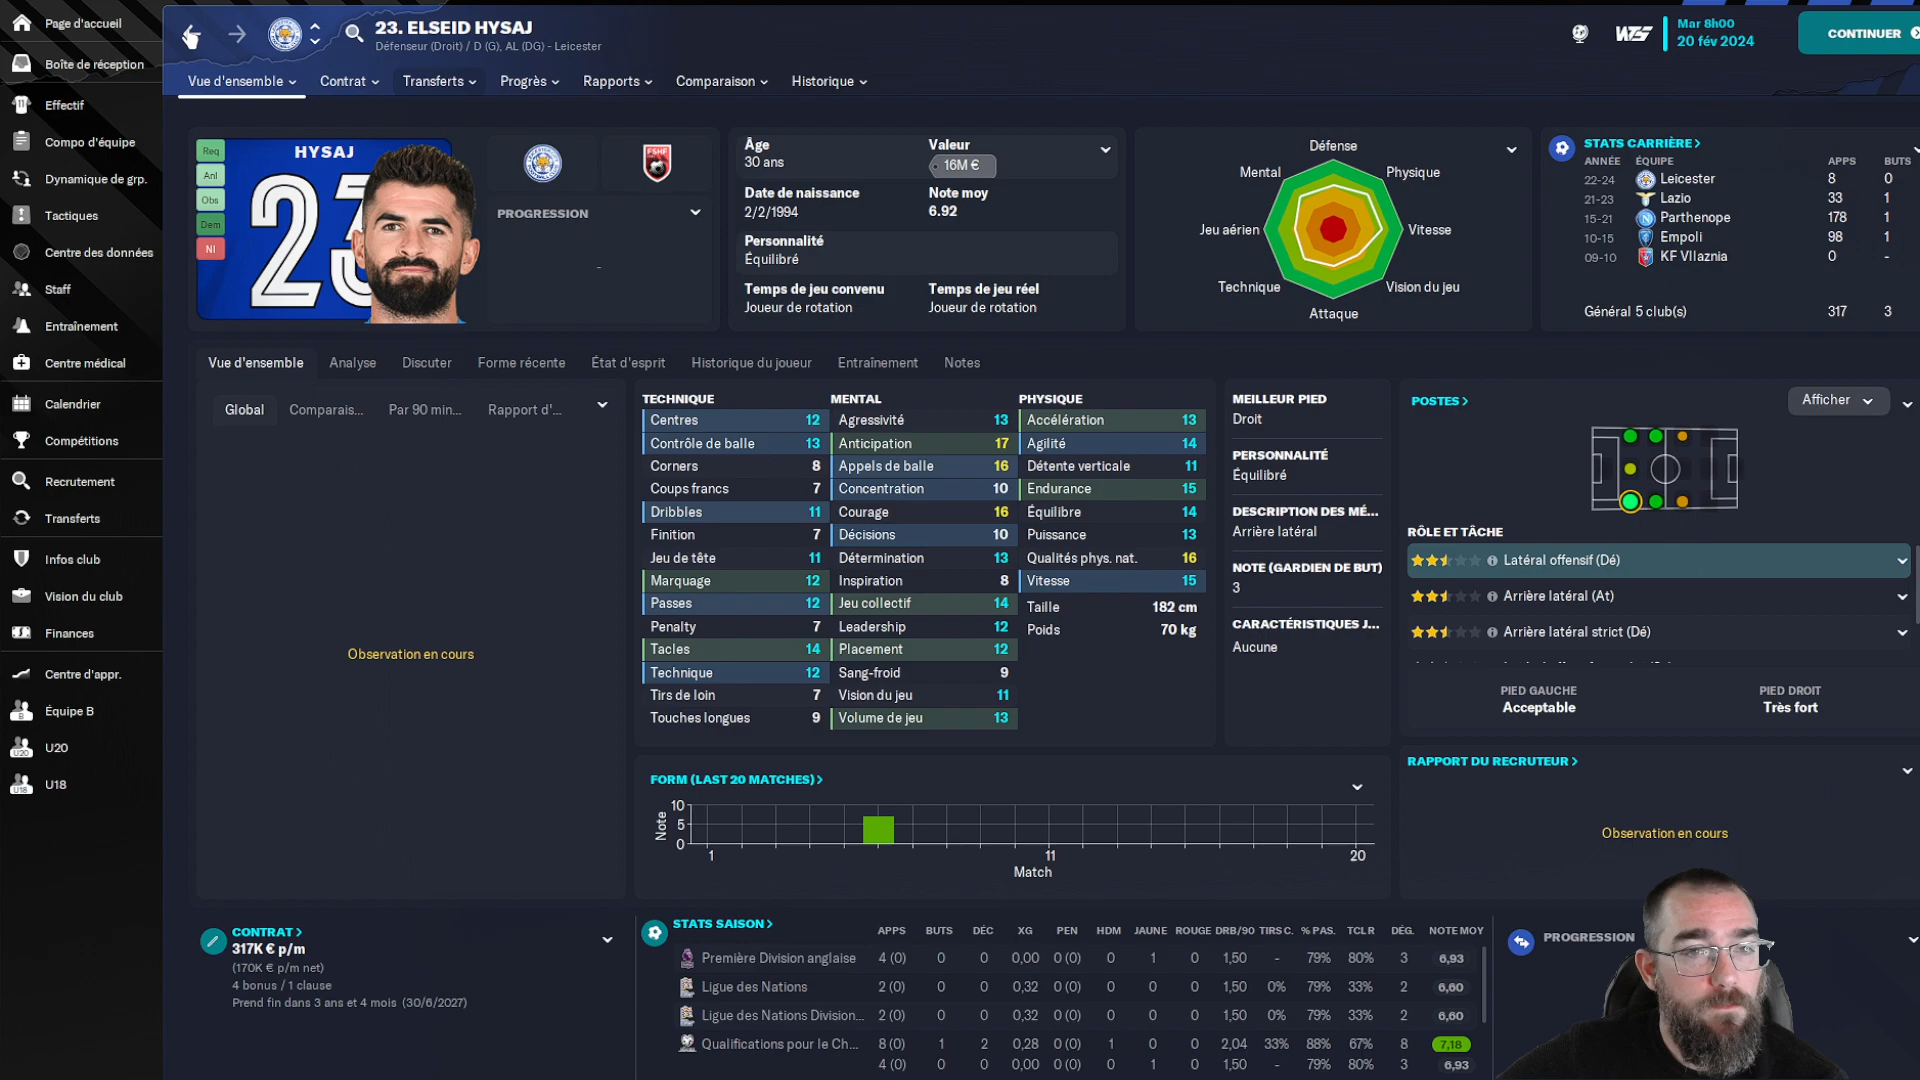 Page d'accueil
Boîte de réception
Effectif
Compo d'équipe
Dynamique de grp.
Tactiques
Centre des données
Staff
Entraînement
Centre médical
Calendrier
Compétitions
Recrutement
Transferts
Infos club
Vision du club
Finances
Centre d'appr.
Équipe B
U20
U18
23. ELSEID HYSAJ
Défenseur (Droit) / D (G), AL (DG) - Leicester
Mar 8h00
20 fév 2024
CONTINUER
Vue d'ensemble
Contrat
Transferts
Progrès
Rapports
Comparaison
Historique
Req
Anl
Obs
Dem
NI
HYSAJ
23
PROGRESSION
-
Âge
30 ans
Valeur
16M €
Date de naissance
2/2/1994
Note moy
6.92
Personnalité
Équilibré
Temps de jeu convenu
Joueur de rotation
Temps de jeu réel
Joueur de rotation
Défense
Mental
Physique
Jeu aérien
Vitesse
Technique
Vision du jeu
Attaque
STATS CARRIÈRE >
ANNÉE ÉQUIPE APPS BUTS
22-24 Leicester 8 0
21-23 Lazio 33 1
15-21 Parthenope 178 1
10-15 Empoli 98 1
09-10 KF Vllaznia 0 -
Général 5 club(s) 317 3
Vue d'ensemble
Analyse
Discuter
Forme récente
État d'esprit
Historique du joueur
Entraînement
Notes
Global
Comparais...
Par 90 min...
Rapport d'...
Observation en cours
TECHNIQUE
Centres 12
Contrôle de balle 13
Corners 8
Coups francs 7
Dribbles 11
Finition 7
Jeu de tête 11
Marquage 12
Passes 12
Penalty 7
Tacles 14
Technique 12
Tirs de loin 7
Touches longues 9
MENTAL
Agressivité 13
Anticipation 17
Appels de balle 16
Concentration 10
Courage 16
Décisions 10
Détermination 13
Inspiration 8
Jeu collectif 14
Leadership 12
Placement 12
Sang-froid 9
Vision du jeu 11
Volume de jeu 13
PHYSIQUE
Accélération 13
Agilité 14
Détente verticale 11
Endurance 15
Équilibre 14
Puissance 13
Qualités phys. nat. 16
Vitesse 15
Taille 182 cm
Poids 70 kg
MEILLEUR PIED
Droit
PERSONNALITÉ
Équilibré
DESCRIPTION DES MÉ...
Arrière latéral
NOTE (GARDIEN DE BUT)
3
CARACTÉRISTIQUES J...
Aucune
POSTES >
Afficher
RÔLE ET TÂCHE
Latéral offensif (Dé)
Arrière latéral (At)
Arrière latéral strict (Dé)
PIED GAUCHE
Acceptable
PIED DROIT
Très fort
FORM (LAST 20 MATCHES) >
Note
10
5
0
1 11 20
Match
RAPPORT DU RECRUTEUR >
Observation en cours
CONTRAT >
317K € p/m
(170K € p/m net)
4 bonus / 1 clause
Prend fin dans 3 ans et 4 mois (30/6/2027)
STATS SAISON >
APPS BUTS DÉC XG PEN HDM JAUNE ROUGE DRB/90 TIRS C. % PAS. TCL R DÉG. NOTE MOY
Première Division anglaise 4 (0) 0 0 0,00 0 (0) 0 1 0 1,50 - 79% 80% 3 6,93
Ligue des Nations 2 (0) 0 0 0,32 0 (0) 0 0 0 1,50 0% 79% 33% 2 6,60
Ligue des Nations Division... 2 (0) 0 0 0,32 0 (0) 0 0 0 1,50 0% 79% 33% 2 6,60
Qualifications pour le Ch... 8 (0) 1 2 0,28 0 (0) 1 0 0 2,04 33% 88% 67% 8 7,18
4 (0) 0 0 0,00 0 (0) 0 1 0 1,50 - 79% 80% 3 6,93
PROGRESSION